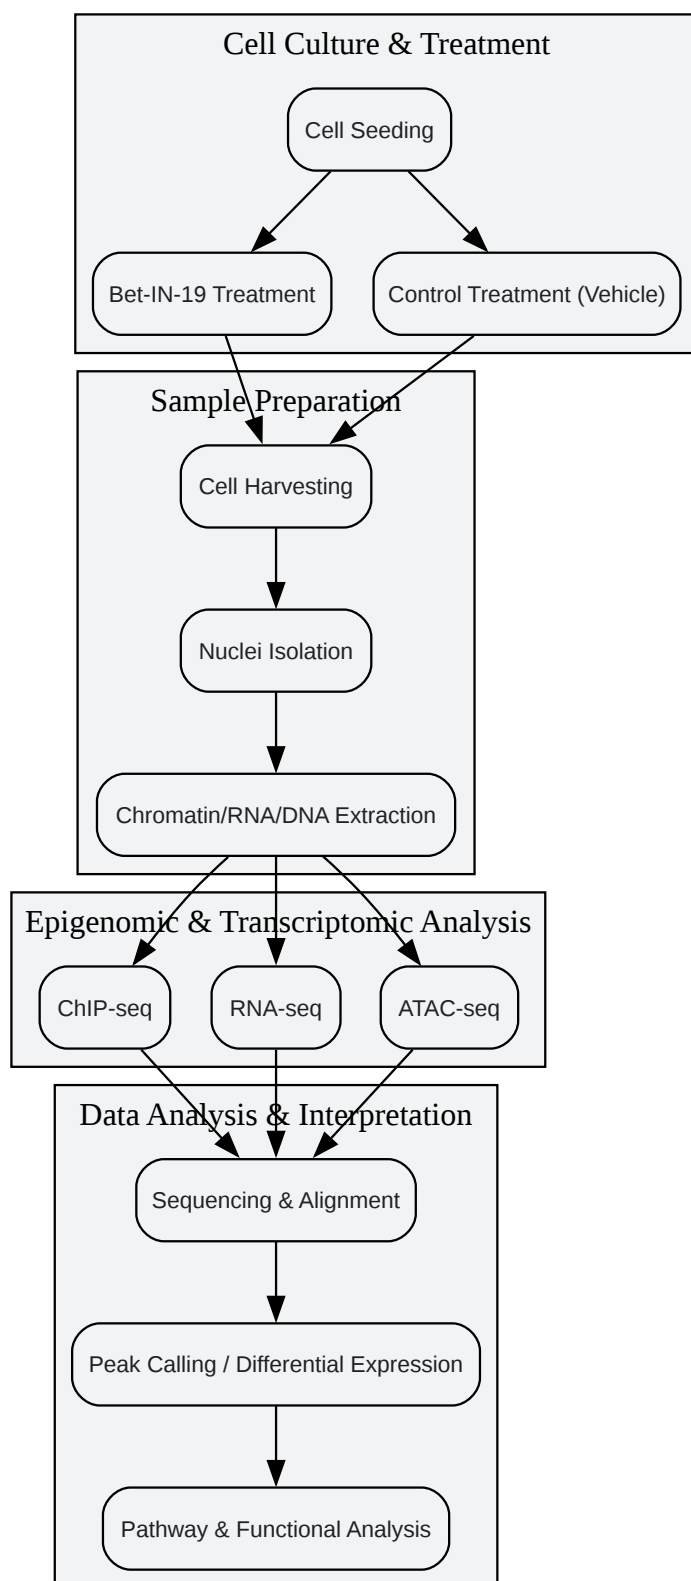 Cell Culture & Treatment
Cell Seeding
Bet-IN-19 Treatment
Control Treatment (Vehicle)
Sample Preparation
Cell Harvesting
Nuclei Isolation
Chromatin/RNA/DNA Extraction
Epigenomic & Transcriptomic Analysis
ChIP-seq
RNA-seq
ATAC-seq
Data Analysis & Interpretation
Sequencing & Alignment
Peak Calling / Differential Expression
Pathway & Functional Analysis